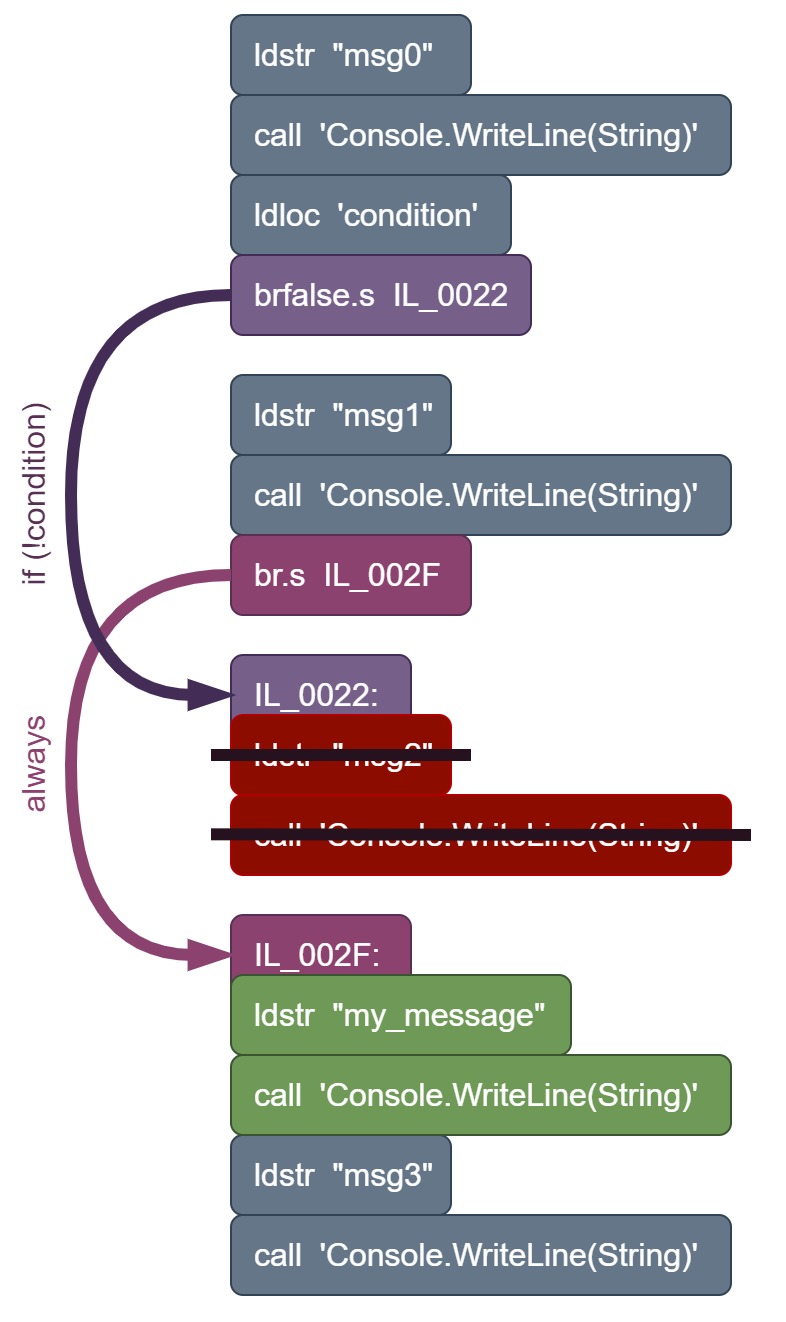 ldstr "msg0"
call 'Console.WriteLine(String)'
ldloc 'condition'
brfalse.s IL_0022
if (!condition)
ldstr "msg1"
call 'Console.WriteLine(String)'
br.s IL_002F
always
IL_0022:
ldstr "msg2"
call 'Console.WriteLine(String)'
IL_002F:
ldstr "my_message"
call 'Console.WriteLine(String)'
ldstr "msg3"
call 'Console.WriteLine(String)'